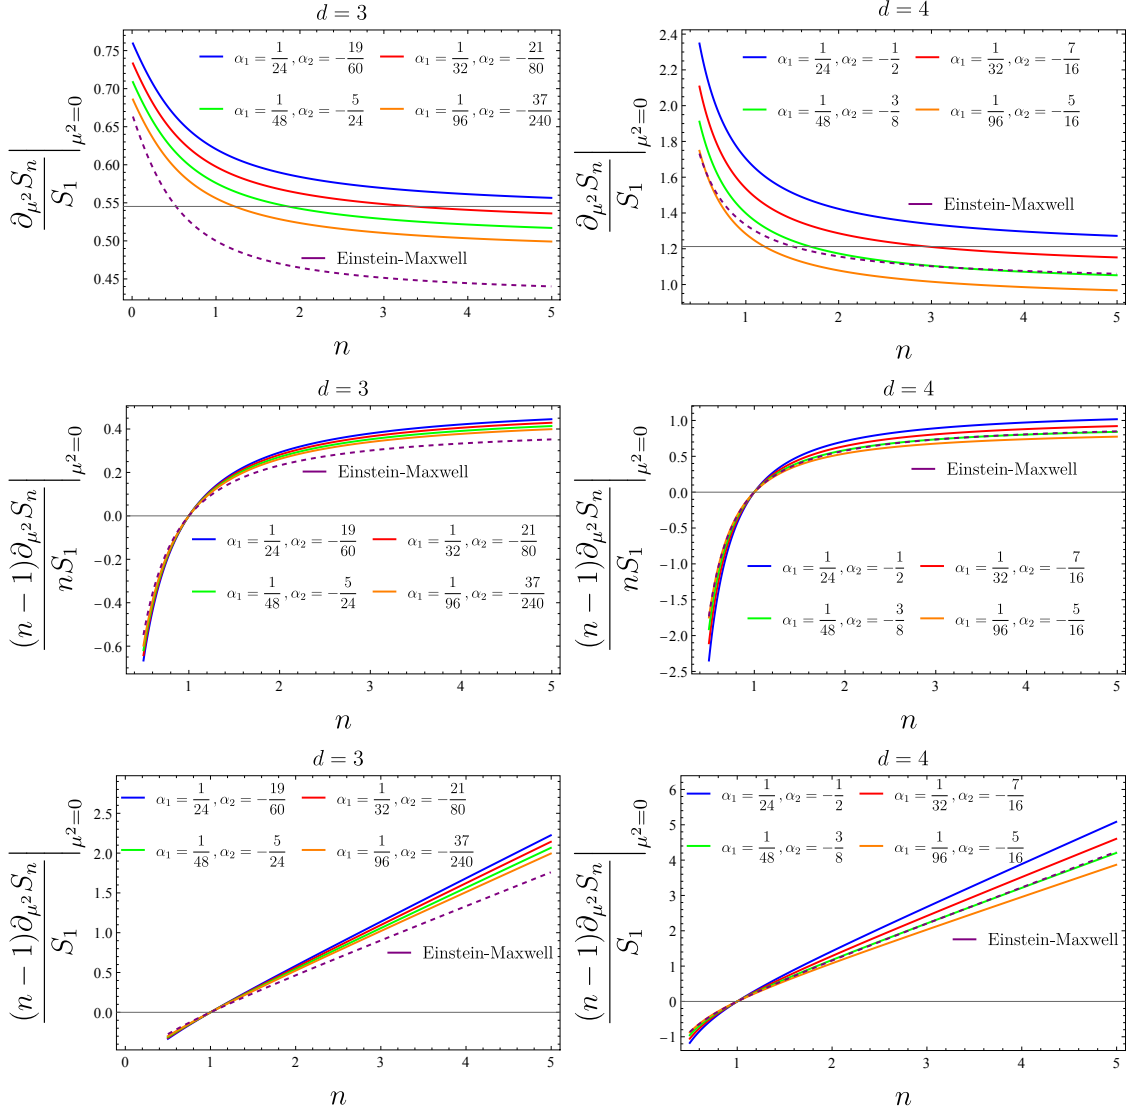 d = 3
0.75
0.70
0.65
0.60
0.55
0.50
0.45
0 1 2 3 4 5
n
∂_{μ²}S_n / S_1 |_{μ²=0}
α₁ = 1/24, α₂ = −19/60
α₁ = 1/32, α₂ = −21/80
α₁ = 1/48, α₂ = −5/24
α₁ = 1/96, α₂ = −37/240
Einstein-Maxwell
d = 4
2.4
2.2
2.0
1.8
1.6
1.4
1.2
1.0
1 2 3 4 5
n
∂_{μ²}S_n / S_1 |_{μ²=0}
α₁ = 1/24, α₂ = −1/2
α₁ = 1/32, α₂ = −7/16
α₁ = 1/48, α₂ = −3/8
α₁ = 1/96, α₂ = −5/16
Einstein-Maxwell
d = 3
0.4
0.2
0.0
−0.2
−0.4
−0.6
1 2 3 4 5
n
(n − 1)∂_{μ²}S_n / nS_1 |_{μ²=0}
Einstein-Maxwell
α₁ = 1/24, α₂ = −19/60
α₁ = 1/32, α₂ = −21/80
α₁ = 1/48, α₂ = −5/24
α₁ = 1/96, α₂ = −37/240
d = 4
1.0
0.5
0.0
−0.5
−1.0
−1.5
−2.0
−2.5
1 2 3 4 5
n
(n − 1)∂_{μ²}S_n / nS_1 |_{μ²=0}
Einstein-Maxwell
α₁ = 1/24, α₂ = −1/2
α₁ = 1/32, α₂ = −7/16
α₁ = 1/48, α₂ = −3/8
α₁ = 1/96, α₂ = −5/16
d = 3
2.5
2.0
1.5
1.0
0.5
0.0
0 1 2 3 4 5
n
(n − 1)∂_{μ²}S_n / S_1 |_{μ²=0}
α₁ = 1/24, α₂ = −19/60
α₁ = 1/32, α₂ = −21/80
α₁ = 1/48, α₂ = −5/24
α₁ = 1/96, α₂ = −37/240
Einstein-Maxwell
d = 4
6
5
4
3
2
1
0
−1
1 2 3 4 5
n
(n − 1)∂_{μ²}S_n / S_1 |_{μ²=0}
α₁ = 1/24, α₂ = −1/2
α₁ = 1/32, α₂ = −7/16
α₁ = 1/48, α₂ = −3/8
α₁ = 1/96, α₂ = −5/16
Einstein-Maxwell